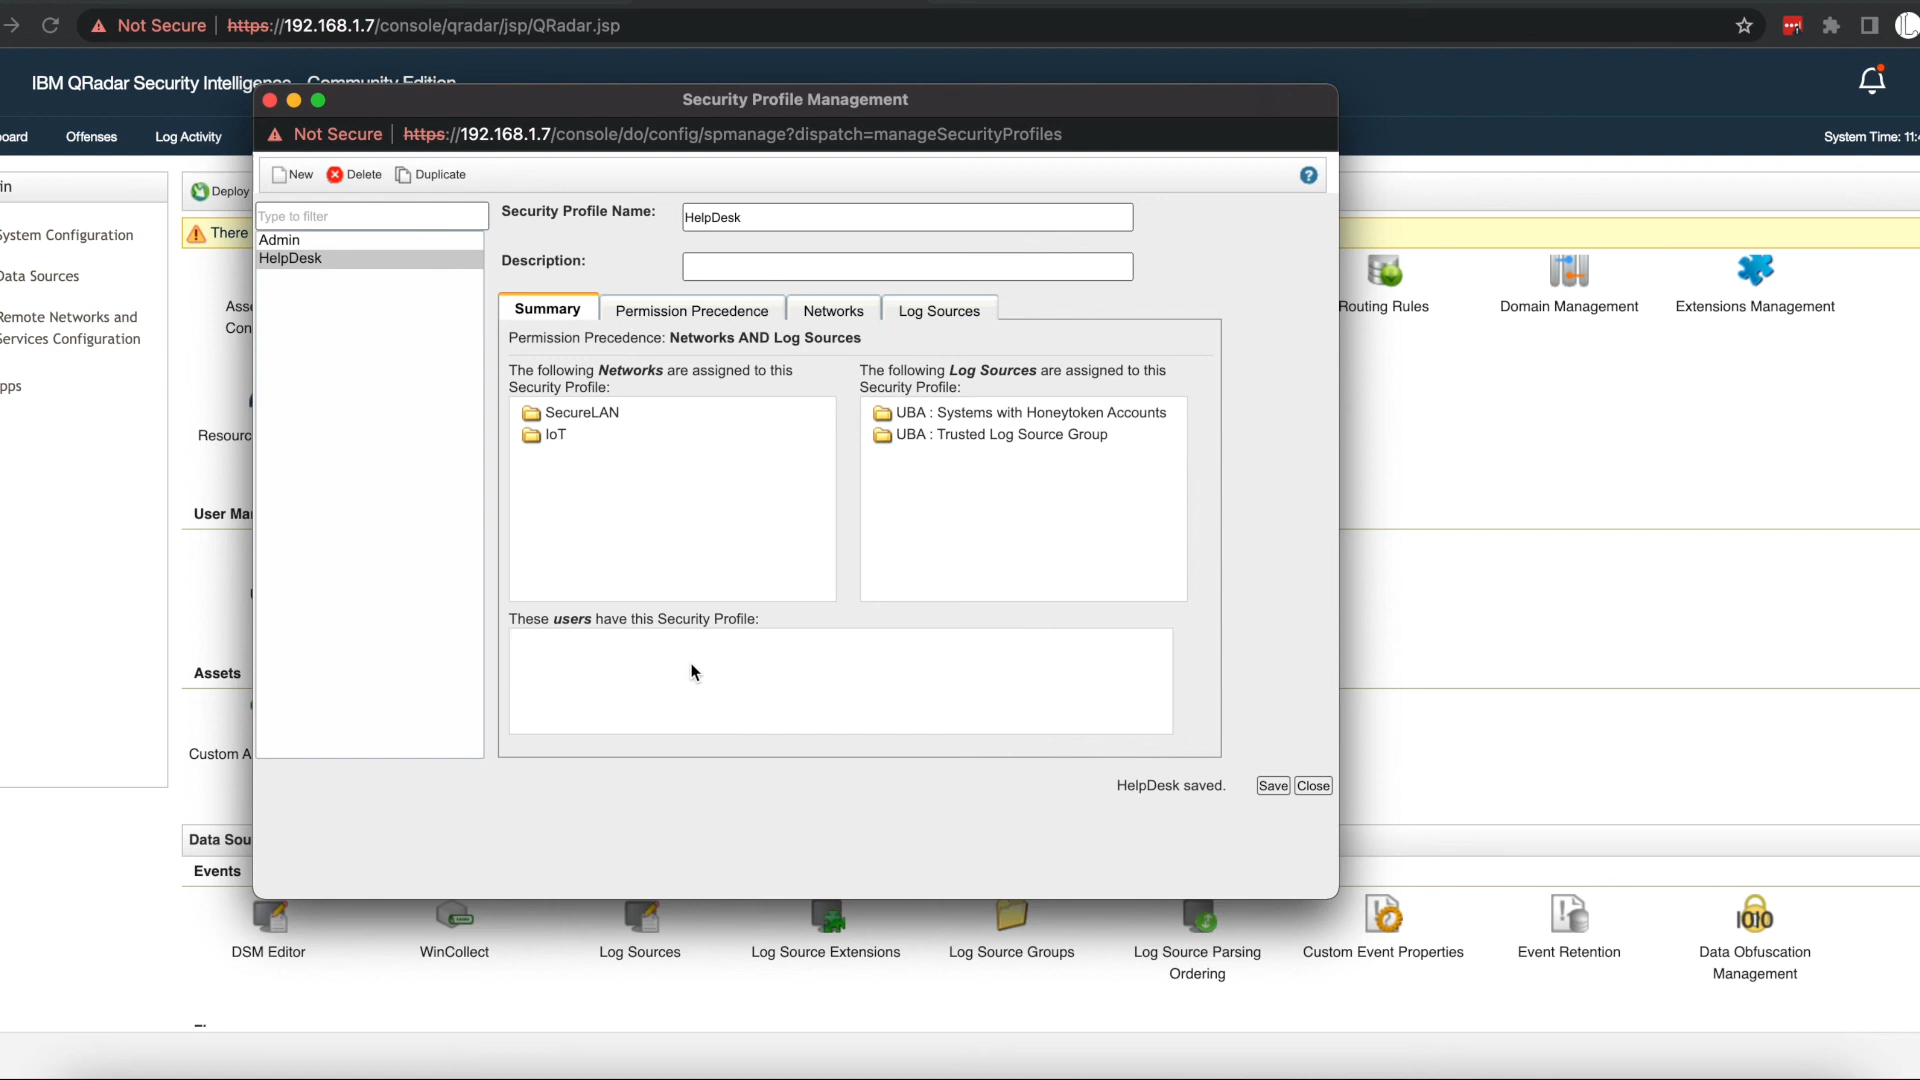 Not Secure | https://192.168.1.7/console/qradar/jsp/QRadar.jsp
IBM QRadar Security Intelligence Community Edition
oard Offenses Log Activity
System Time: 11:4
Security Profile Management
Not Secure | https://192.168.1.7/console/do/config/spmanage?dispatch=manageSecurityProfiles
New Delete Duplicate ?
Type to filter
Admin
HelpDesk
Security Profile Name: HelpDesk
Description:
Summary Permission Precedence Networks Log Sources
Permission Precedence: Networks AND Log Sources
The following Networks are assigned to this
Security Profile:
SecureLAN
IoT
The following Log Sources are assigned to this
Security Profile:
UBA : Systems with Honeytoken Accounts
UBA : Trusted Log Source Group
These users have this Security Profile:
HelpDesk saved. Save Close
in
System Configuration
Data Sources
Remote Networks and
Services Configuration
pps
Deploy
There
Asse
Con
Resourc
User Ma
Assets
Custom A
Data Sou
Events
Routing Rules
Domain Management
Extensions Management
DSM Editor
WinCollect
Log Sources
Log Source Extensions
Log Source Groups
Log Source Parsing
Ordering
Custom Event Properties
Event Retention
1010
Data Obfuscation
Management